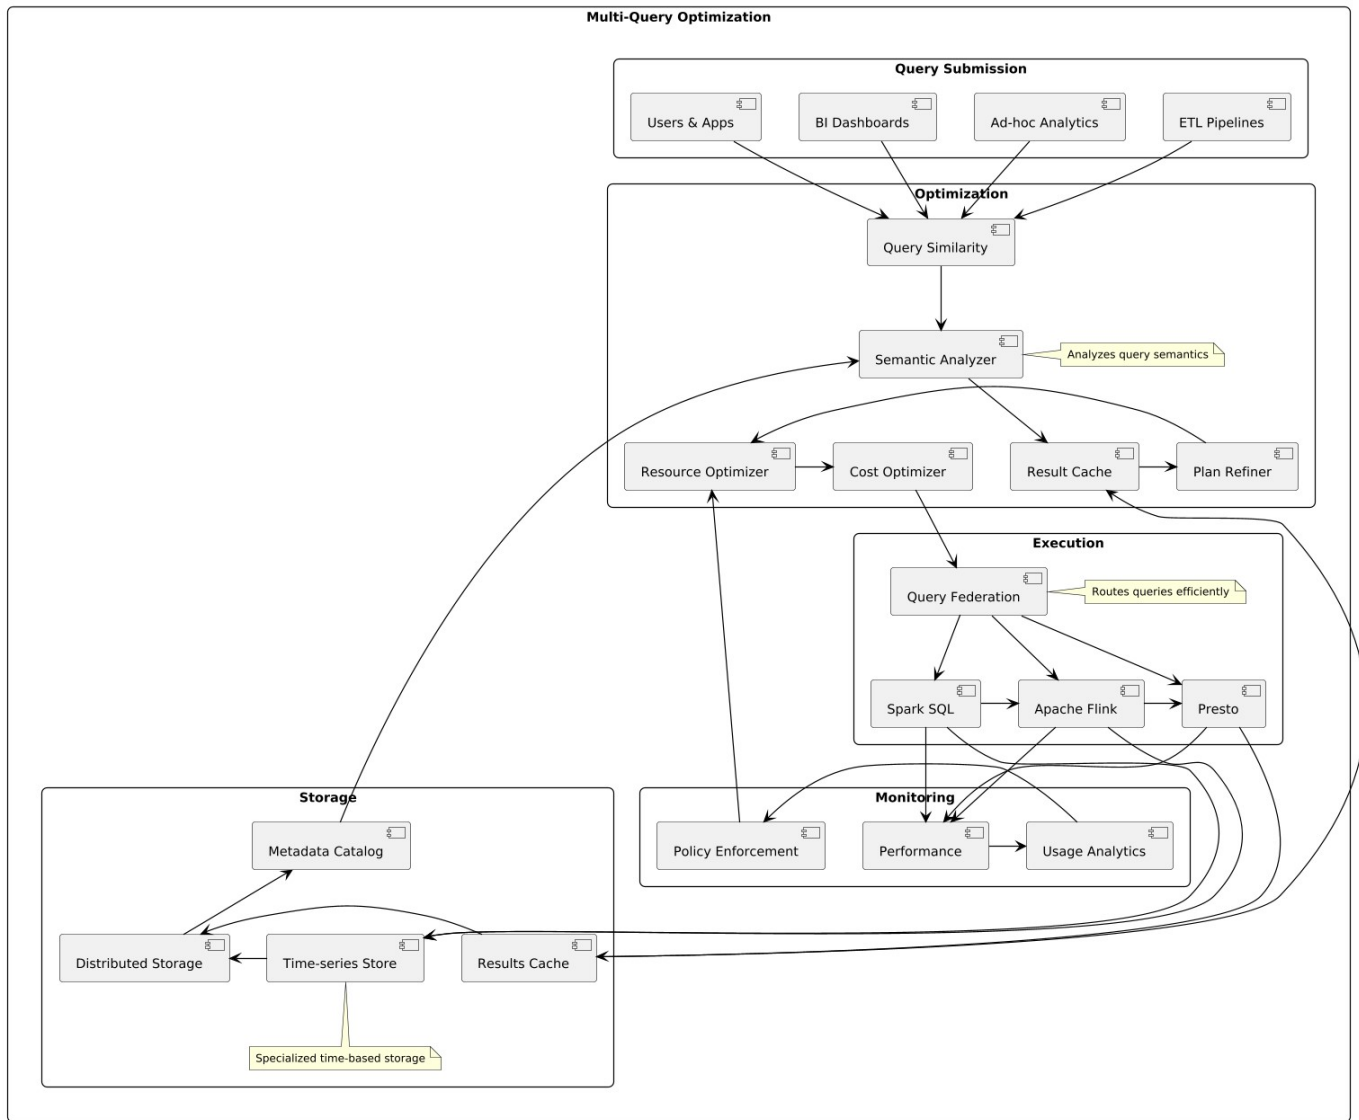 Multi-Query Optimization
Query Submission
Users & Apps
BI Dashboards
Ad-hoc Analytics
ETL Pipelines
Optimization
Query Similarity
Semantic Analyzer
Analyzes query semantics
Resource Optimizer
Cost Optimizer
Result Cache
Plan Refiner
Execution
Query Federation
Routes queries efficiently
Spark SQL
Apache Flink
Presto
Storage
Monitoring
Metadata Catalog
Policy Enforcement
Performance
Usage Analytics
Distributed Storage
Time-series Store
Results Cache
Specialized time-based storage